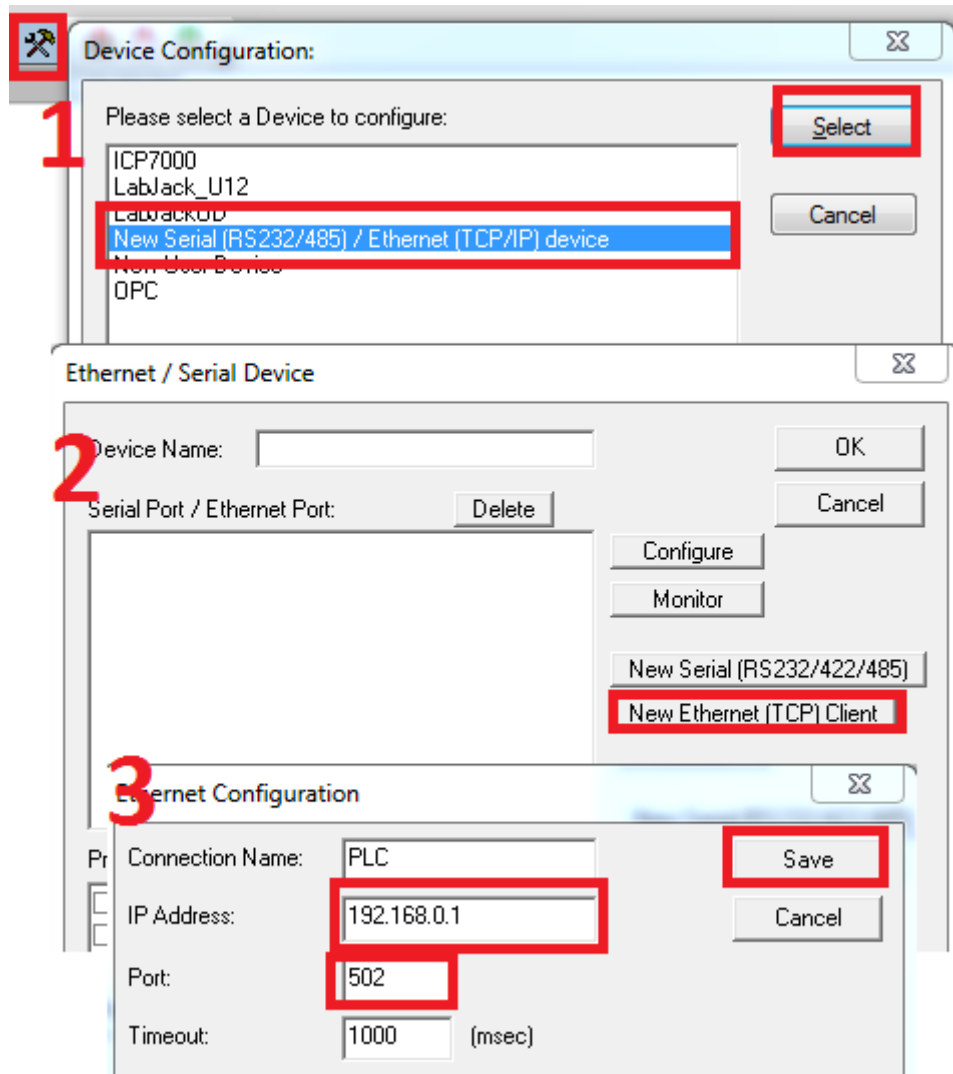 Device Configuration:
1
Please select a Device to configure:
Select
ICP7000
LabJack_U12
LabJackUD
Cancel
New Serial (RS232/485) / Ethernet (TCP/IP) device
OPC
Ethernet / Serial Device
2
Device Name:
OK
Serial Port / Ethernet Port:
Delete
Cancel
Configure
Monitor
New Serial (RS232/422/485)
New Ethernet (TCP) Client
3
Ethernet Configuration
Connection Name:
PLC
Save
IP Address:
192.168.0.1
Cancel
Port:
502
Timeout:
1000
(msec)